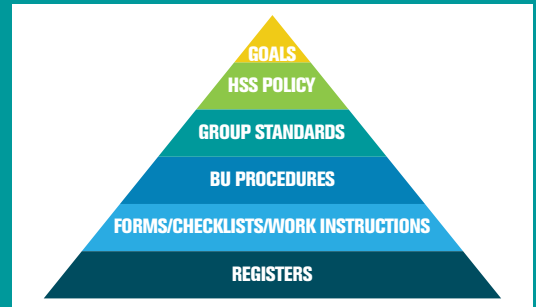 GOALS
HSS POLICY
GROUP STANDARDS
BU PROCEDURES
FORMS/CHECKLISTS/WORK INSTRUCTIONS
REGISTERS